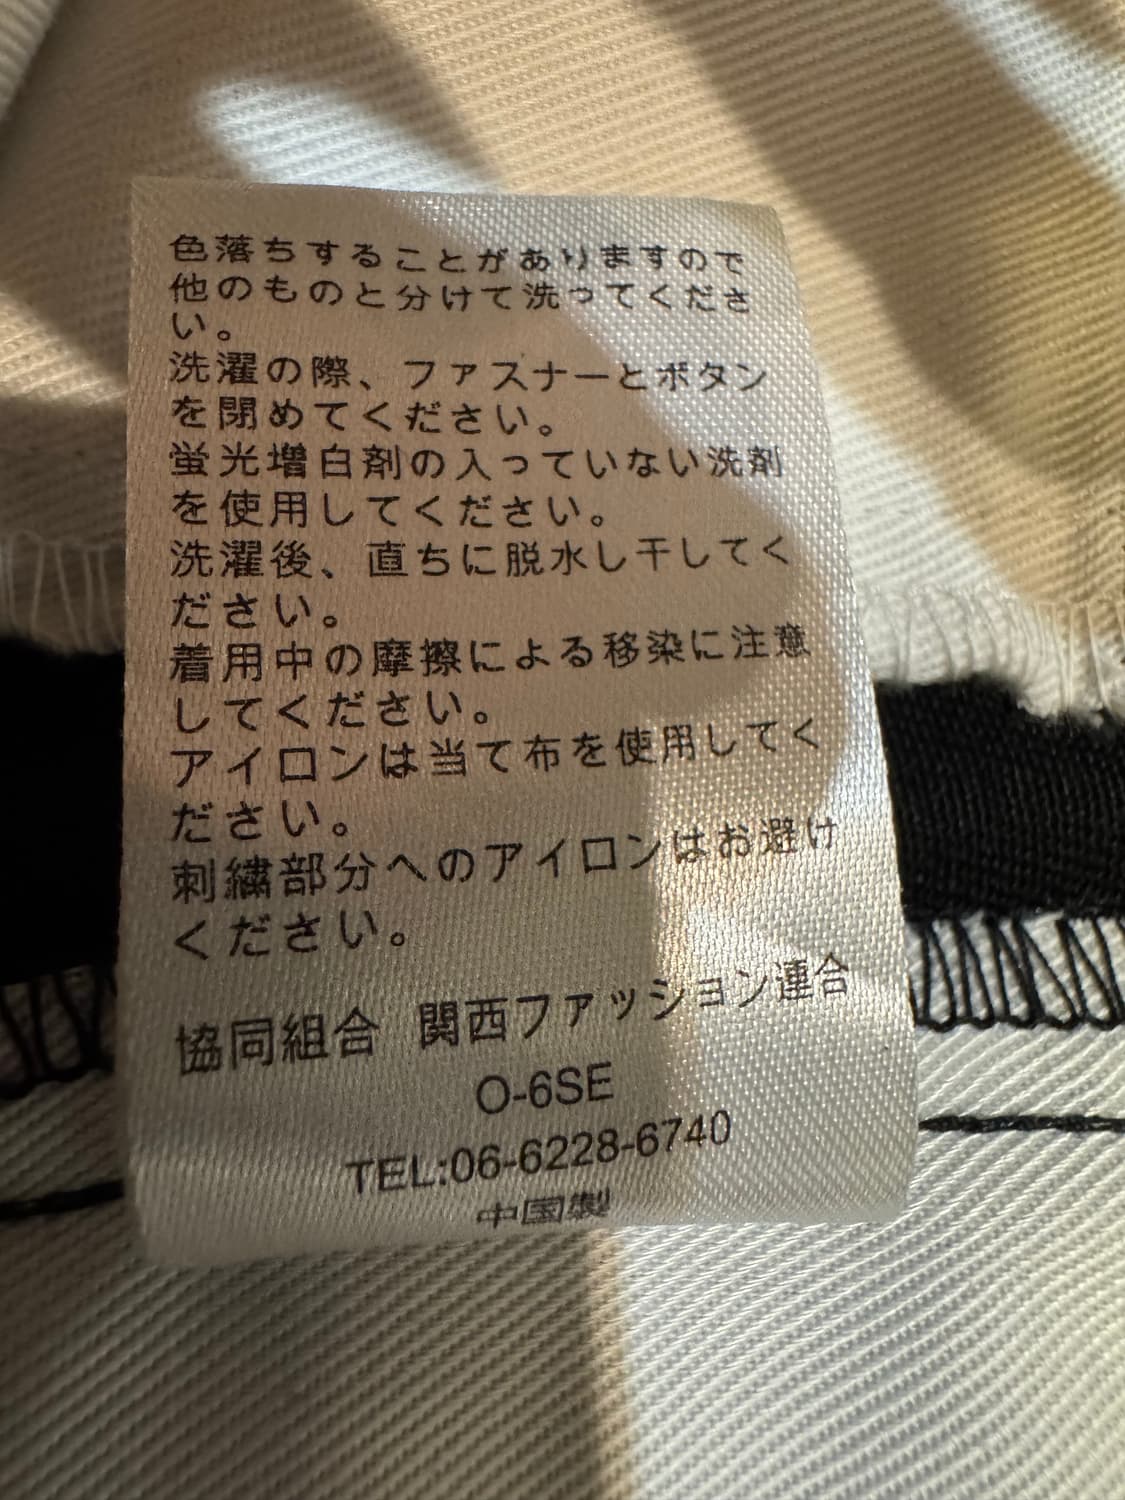 色落ちすることがありますので
他のものと分けて洗ってくださ
い。
洗濯の際、ファスナーとボタン
を閉めてください。
蛍光増白剤の入っていない洗剤
を使用してください。
洗濯後、直ちに脱水し干してく
ださい。
着用中の摩擦による移染に注意
してください。
アイロンは当て布を使用してく
ださい。
刺繍部分へのアイロンはお避け
ください。
協同組合 関西ファッション連合
O-6SE
TEL:06-6228-6740
中国製